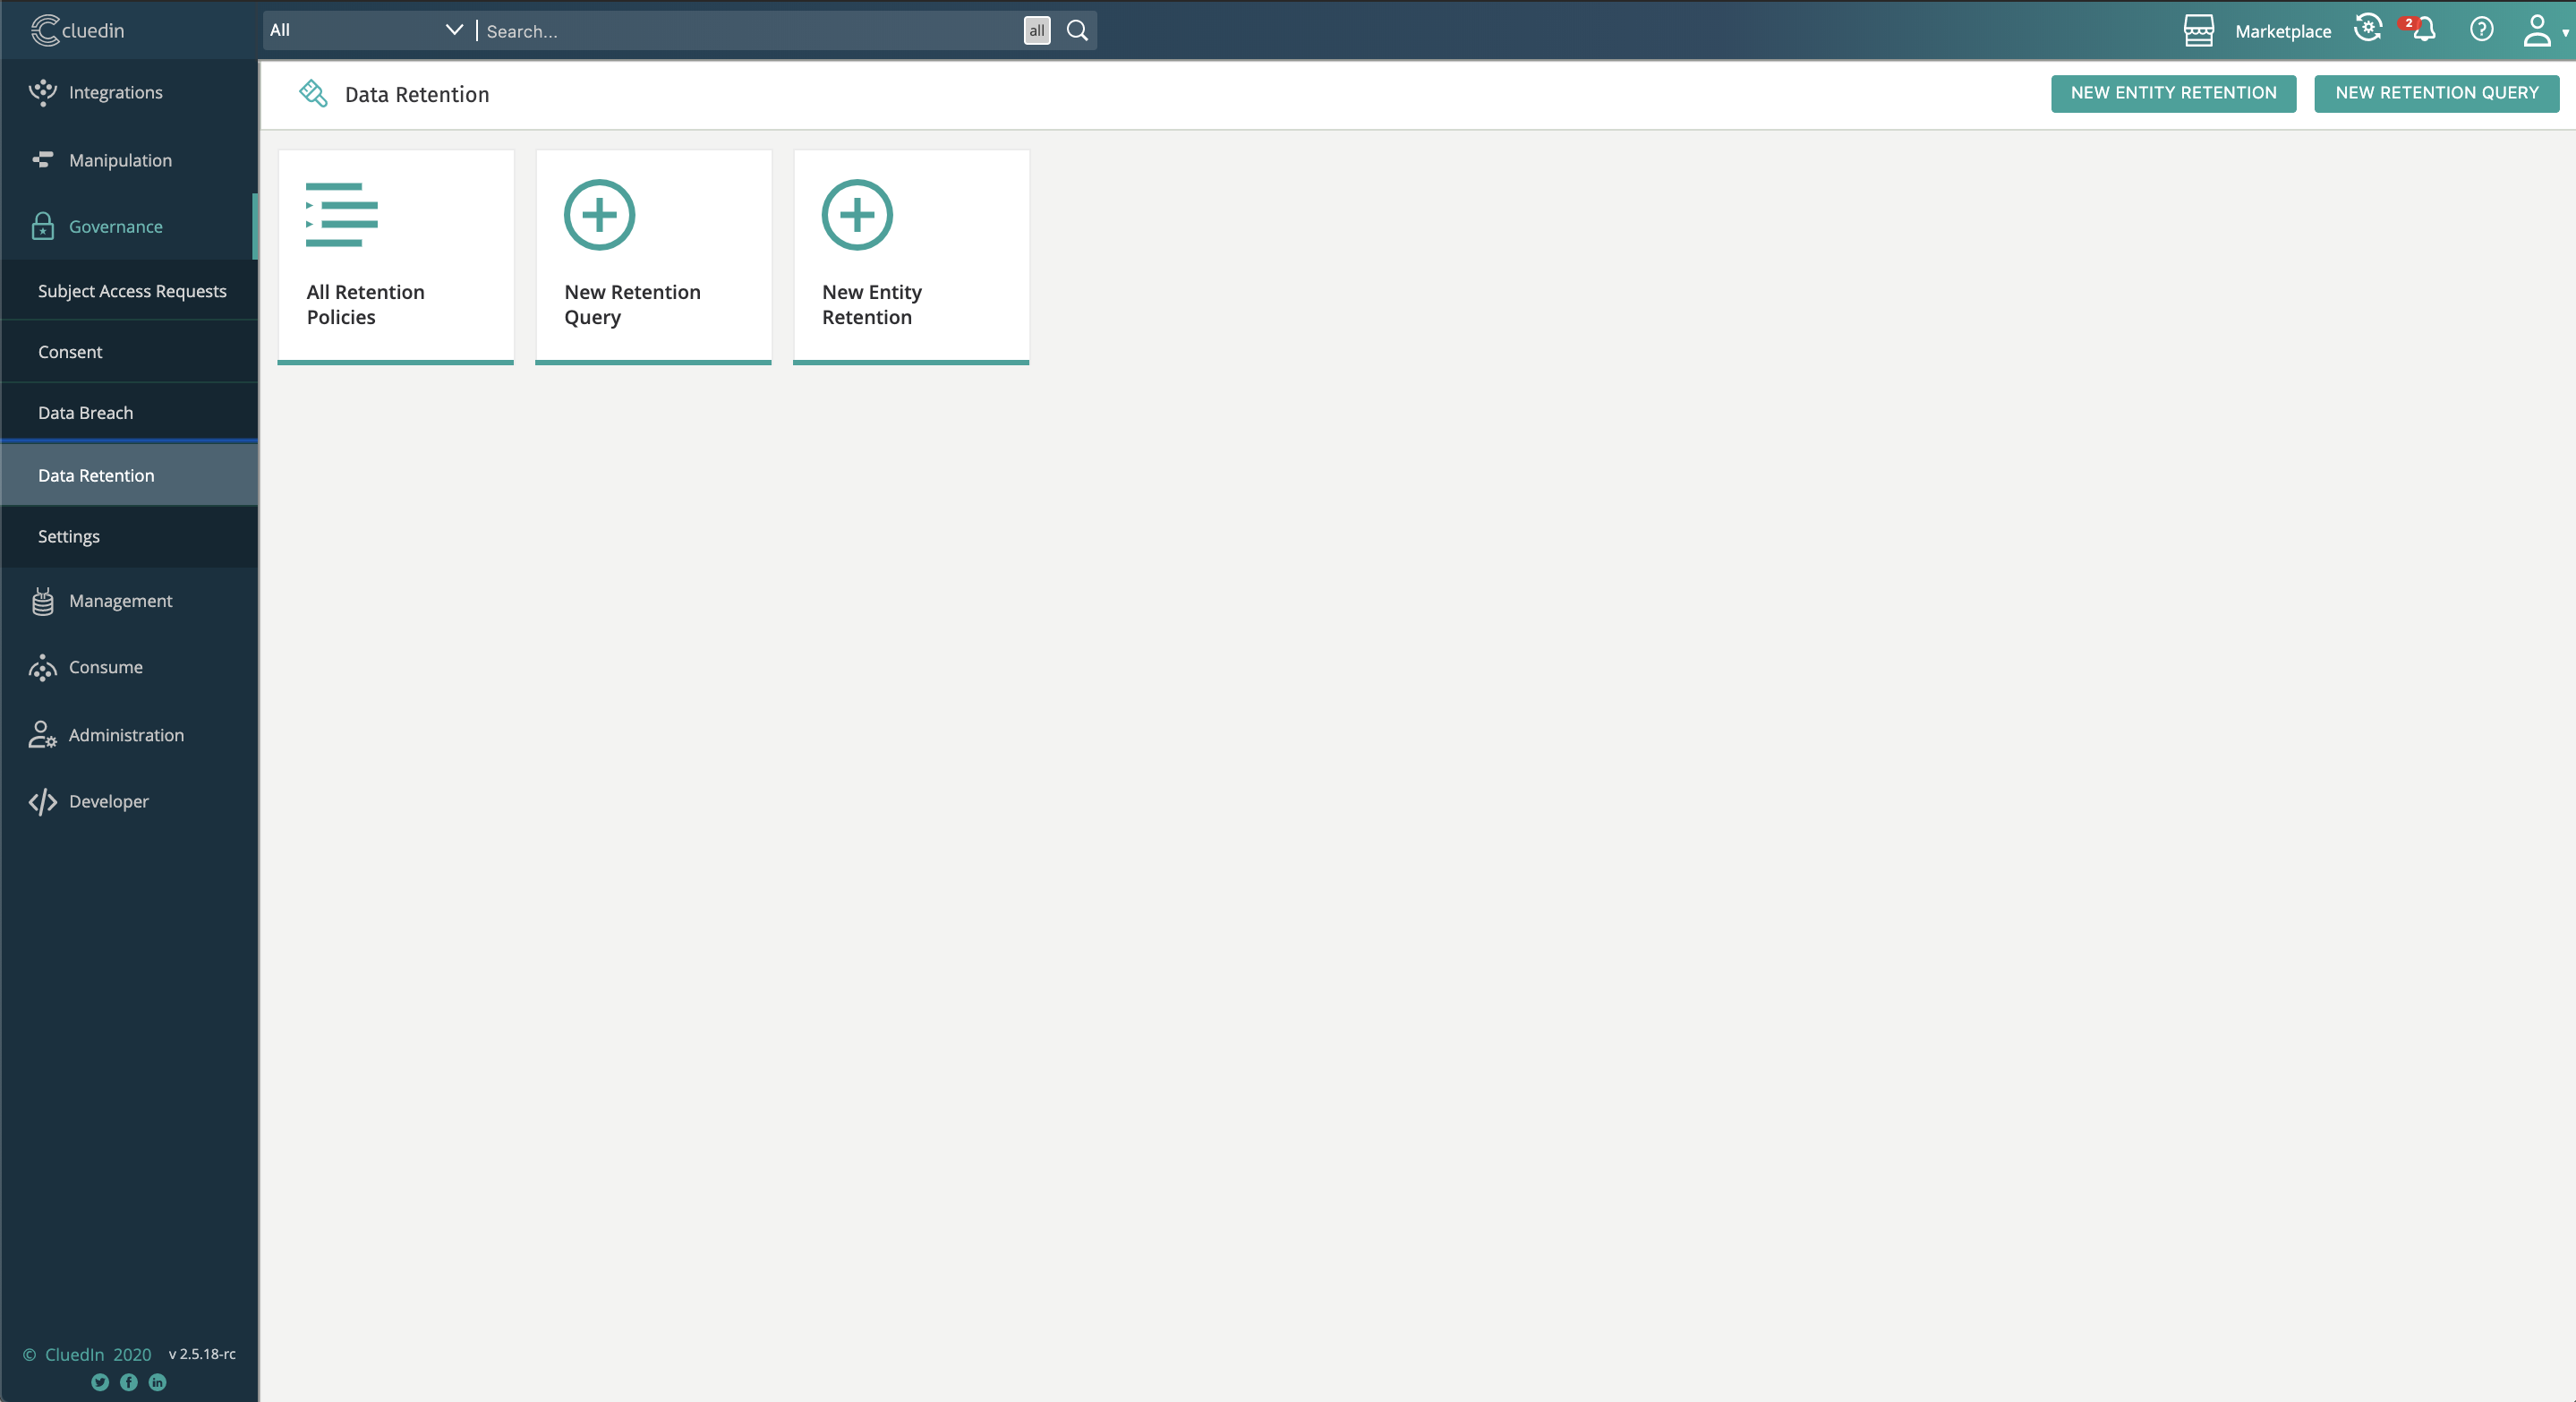 cluedin
All
Search...
all
Marketplace
2
Integrations
Manipulation
Governance
Subject Access Requests
Consent
Data Breach
Data Retention
Settings
Management
Consume
Administration
Developer
© CluedIn 2020 v 2.5.18-rc
Data Retention
NEW ENTITY RETENTION
NEW RETENTION QUERY
All Retention
Policies
New Retention
Query
New Entity
Retention